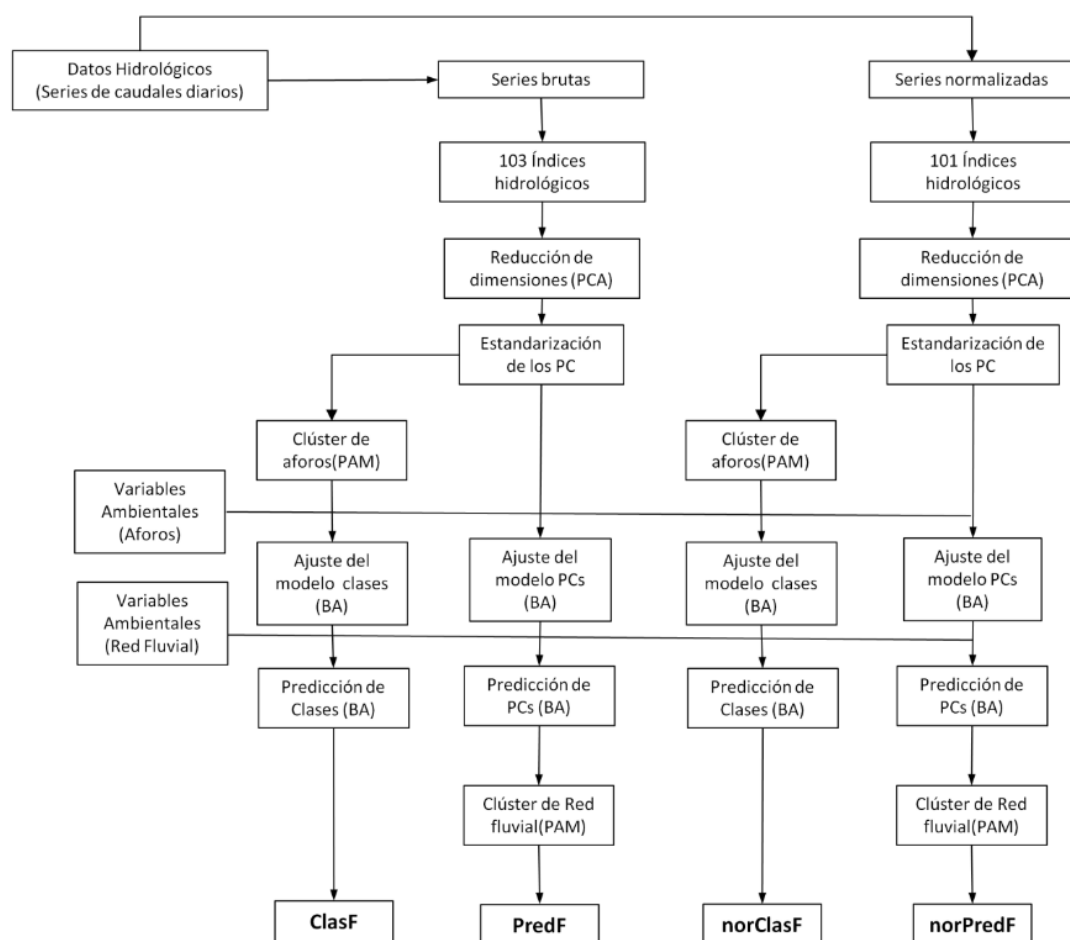 Datos Hidrológicos
(Series de caudales diarios)
Series brutas
Series normalizadas
103 Índices
hidrológicos
101 Índices
hidrológicos
Reducción de
dimensiones (PCA)
Reducción de
dimensiones (PCA)
Estandarización
de los PC
Estandarización de
los PC
Clúster de
aforos(PAM)
Clúster de
aforos(PAM)
Variables
Ambientales
(Aforos)
Ajuste del
modelo clases
(BA)
Ajuste del
modelo PCs
(BA)
Ajuste del
modelo clases
(BA)
Ajuste del
modelo PCs
(BA)
Variables
Ambientales
(Red Fluvial)
Predicción de
Clases (BA)
Predicción de
PCs (BA)
Predicción de
Clases (BA)
Predicción de
PCs (BA)
Clúster de Red
fluvial(PAM)
Clúster de Red
fluvial(PAM)
ClasF
PredF
norClasF
norPredF